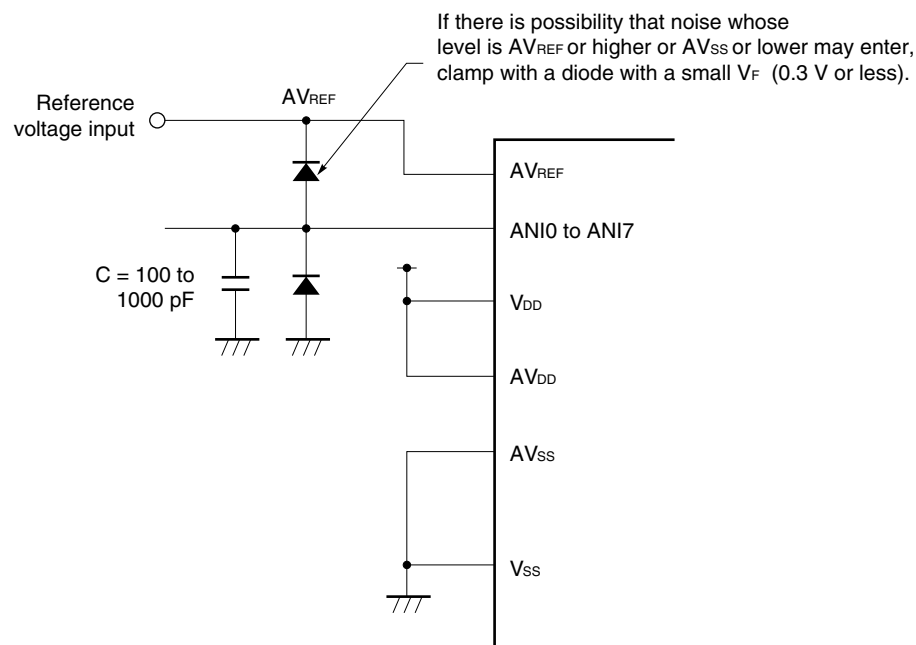 If there is possibility that noise whose
level is AVREF or higher or AVSS or lower may enter,
clamp with a diode with a small VF (0.3 V or less).
Reference
voltage input
AVREF
AVREF
ANI0 to ANI7
C = 100 to
1000 pF
VDD
AVDD
AVSS
VSS